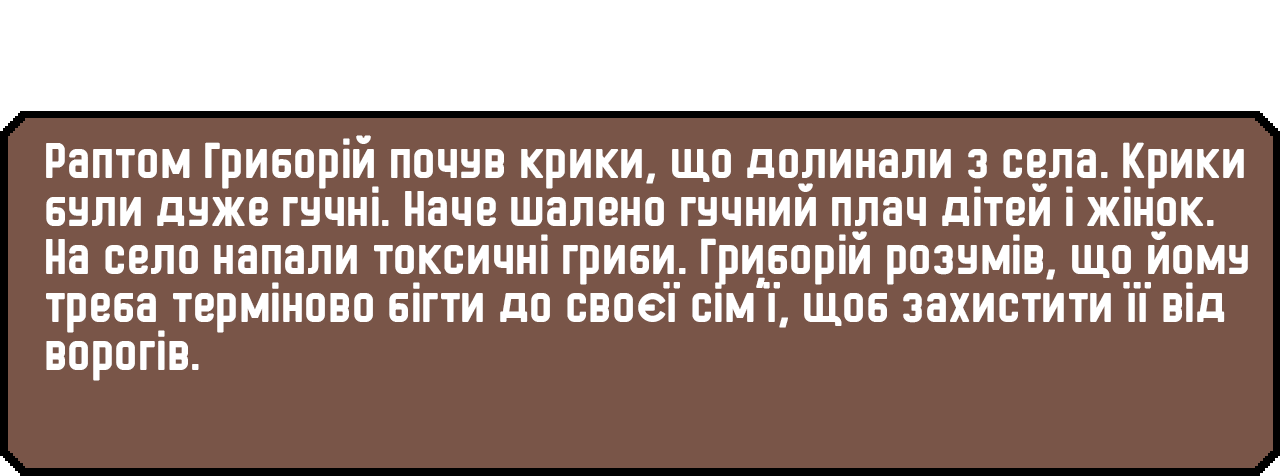 Раптом Гриборій почув крики, що долинали з села. Крики
були дуже гучні. Наче шалено гучний плач дітей і жінок.
На село напали токсичні гриби. Гриборій розумів, що йому
треба терміново бігти до своєї сім'ї, щоб захистити її від
ворогів.